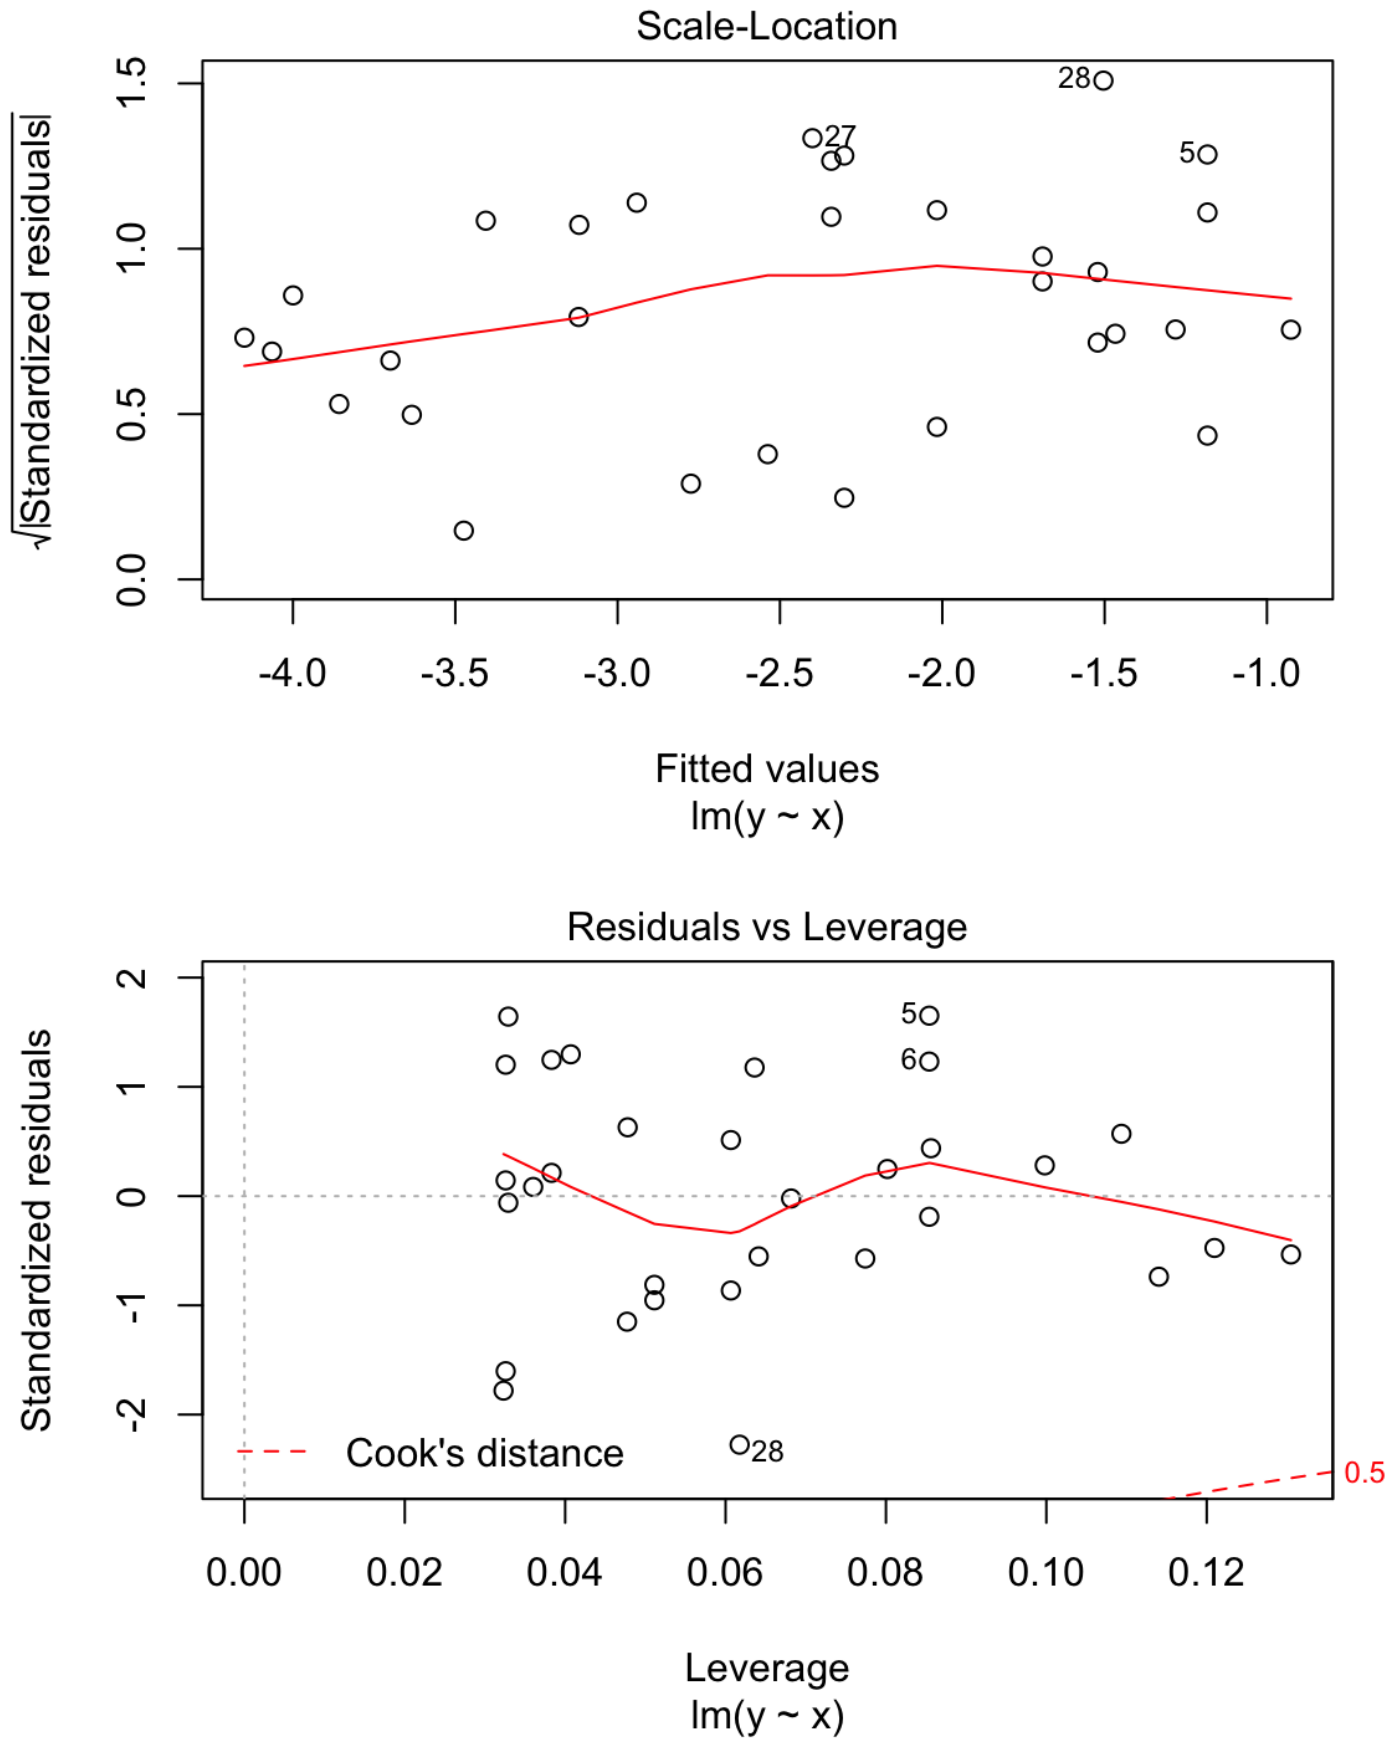 Scale-Location
√|Standardized residuals|
1.5
1.0
0.5
0.0
28
27
5
-4.0 -3.5 -3.0 -2.5 -2.0 -1.5 -1.0
Fitted values
lm(y ~ x)
Residuals vs Leverage
Standardized residuals
2
1
0
-1
-2
5
6
Cook's distance
28
0.5
0.00 0.02 0.04 0.06 0.08 0.10 0.12
Leverage
lm(y ~ x)